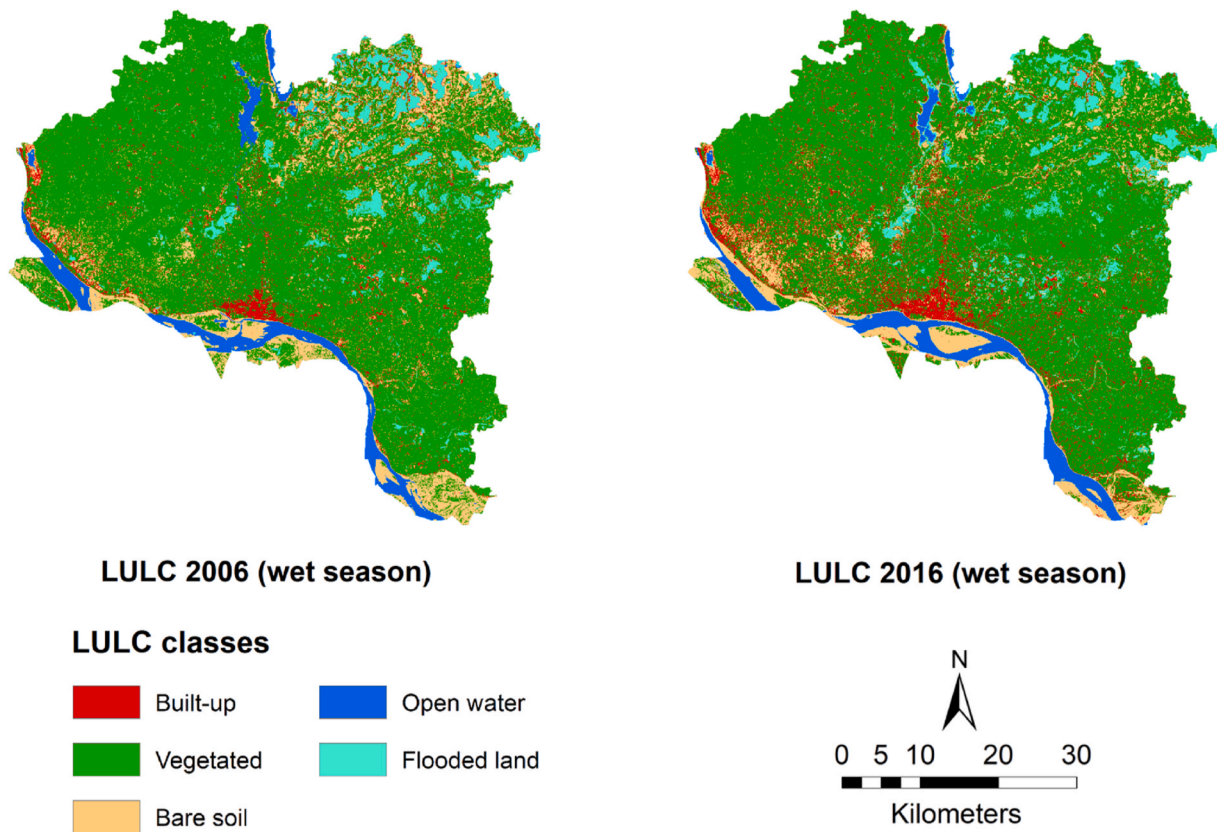 LULC 2006 (wet season)
LULC 2016 (wet season)
LULC classes
Built-up
Open water
Vegetated
Flooded land
Bare soil
N
0 5 10 20 30
Kilometers